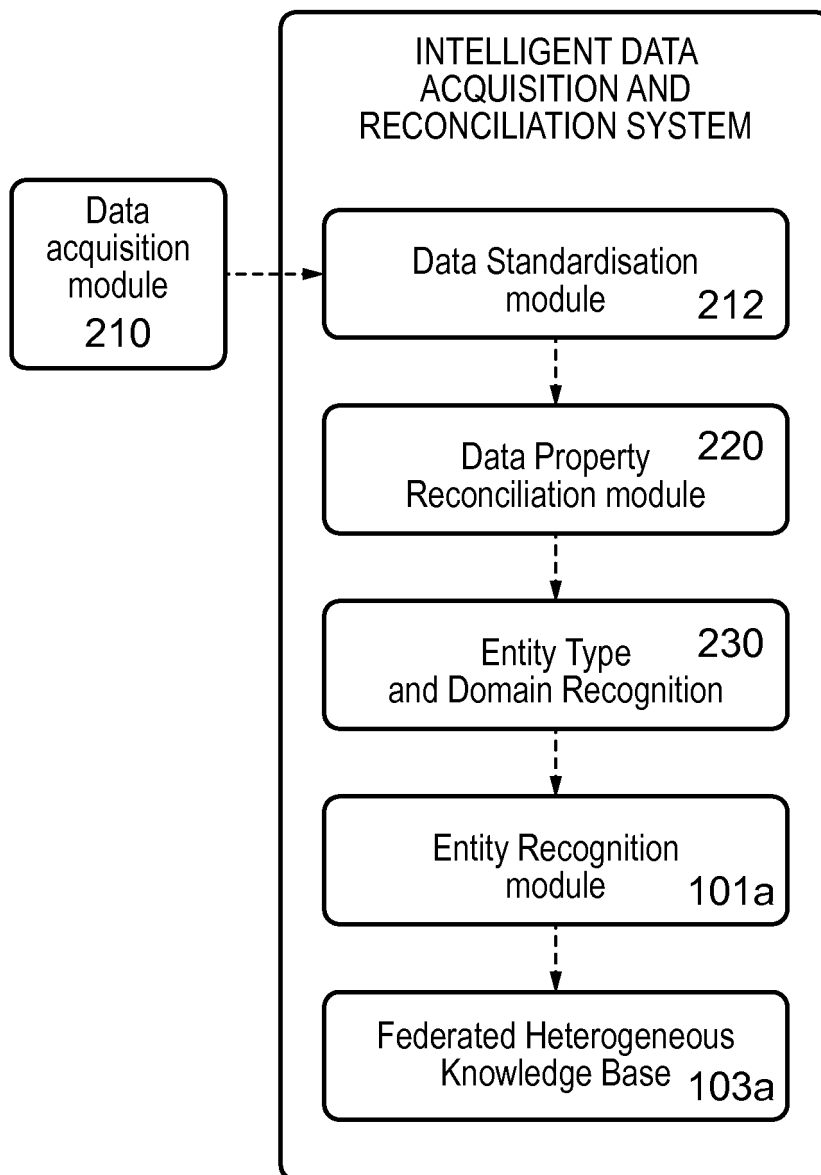 INTELLIGENT DATA
ACQUISITION AND
RECONCILIATION SYSTEM
Data
acquisition
module
210
Data Standardisation
module
212
220
Data Property
Reconciliation module
230
Entity Type
and Domain Recognition
Entity Recognition
module
101a
Federated Heterogeneous
Knowledge Base
103a